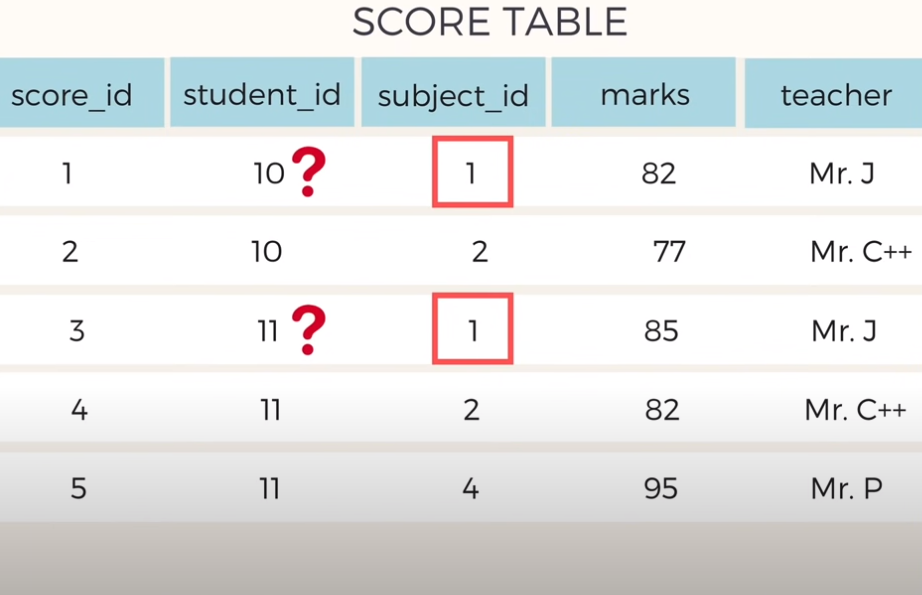 SCORE TABLE
score_id student_id subject_id marks teacher
1 10 ? 1 82 Mr. J
2 10 2 77 Mr. C++
3 11 ? 1 85 Mr. J
4 11 2 82 Mr. C++
5 11 4 95 Mr. P